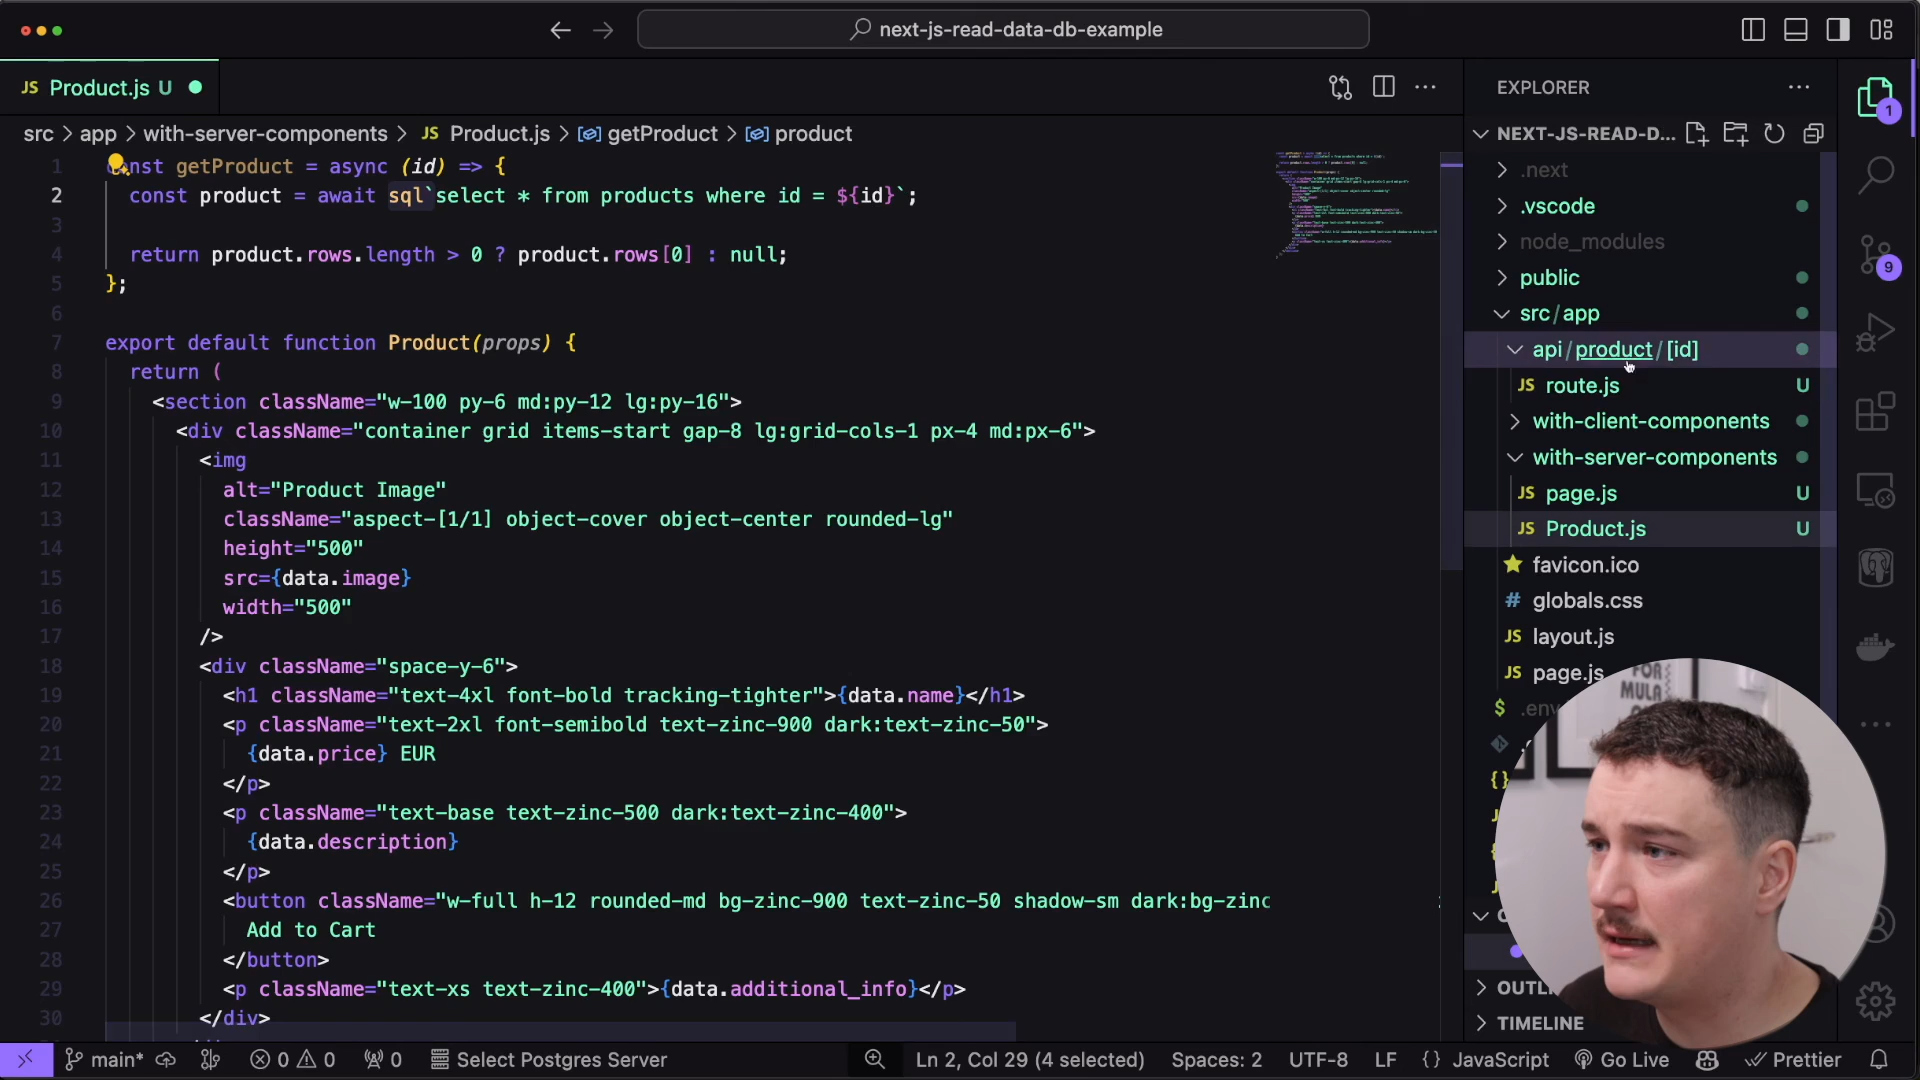 next-js-read-data-db-example
JS Product.js U
src > app > with-server-components > JS Product.js > getProduct > product
1 const getProduct = async (id) => {
2 const product = await sql`select * from products where id = ${id}`;
3
4 return product.rows.length > 0 ? product.rows[0] : null;
5 };
6
7 export default function Product(props) {
8 return (
9 <section className="w-100 py-6 md:py-12 lg:py-16">
10 <div className="container grid items-start gap-8 lg:grid-cols-1 px-4 md:px-6">
11 <img
12 alt="Product Image"
13 className="aspect-[1/1] object-cover object-center rounded-lg"
14 height="500"
15 src={data.image}
16 width="500"
17 />
18 <div className="space-y-6">
19 <h1 className="text-4xl font-bold tracking-tighter">{data.name}</h1>
20 <p className="text-2xl font-semibold text-zinc-900 dark:text-zinc-50">
21 {data.price} EUR
22 </p>
23 <p className="text-base text-zinc-500 dark:text-zinc-400">
24 {data.description}
25 </p>
26 <button className="w-full h-12 rounded-md bg-zinc-900 text-zinc-50 shadow-sm dark:bg-zinc
27 Add to Cart
28 </button>
29 <p className="text-xs text-zinc-400">{data.additional_info}</p>
30 </div>
EXPLORER
NEXT-JS-READ-D...
.next
.vscode
node_modules
public
src/app
api/product/[id]
JS route.js U
with-client-components
with-server-components
JS page.js U
JS Product.js U
favicon.ico
# globals.css
JS layout.js
JS page.js
$ .env
FOR
MULA
OUTLI
TIMELINE
1
9
main* 0 0 0 Select Postgres Server Ln 2, Col 29 (4 selected) Spaces: 2 UTF-8 LF {} JavaScript Go Live Prettier